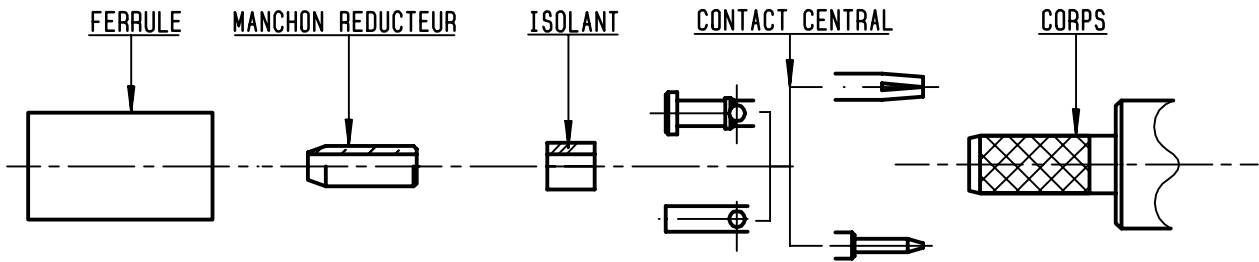 FERRULE
MANCHON REDUCTEUR
ISOLANT
CONTACT CENTRAL
CORPS